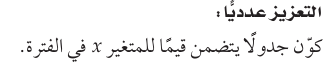 التعزيز عدديًّا :
كوّن جدولًا يتضمن قيمًا للمتغير x في الفترة.